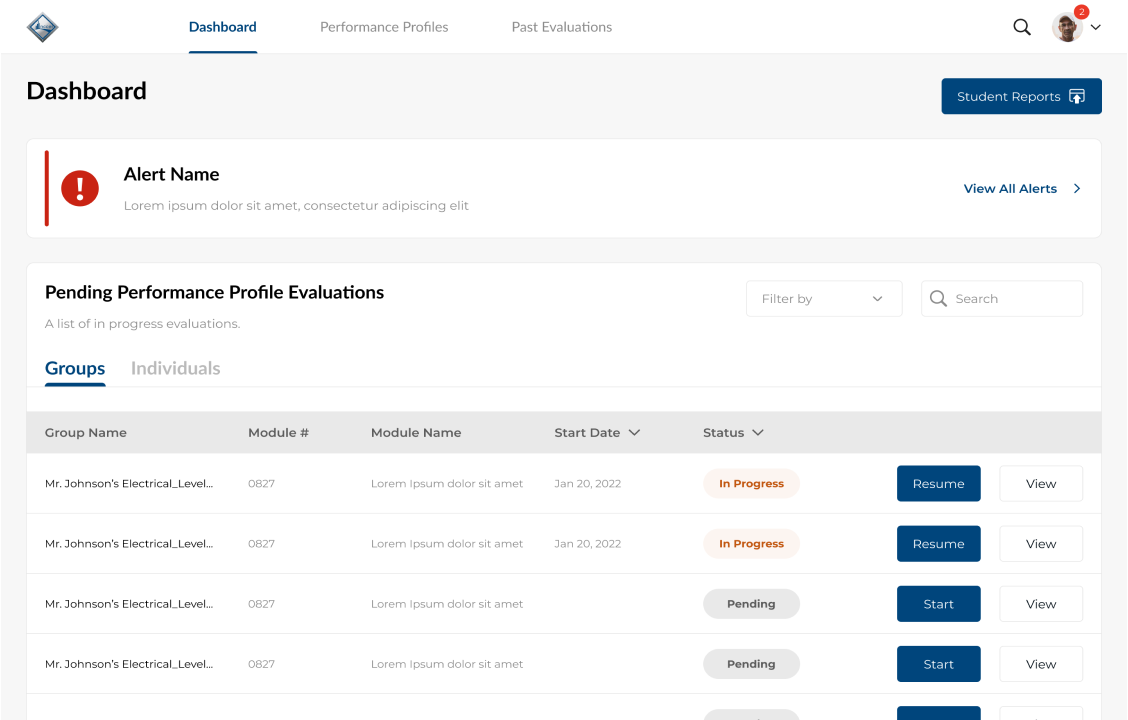 Dashboard Performance Profiles Past Evaluations 2
Dashboard
Student Reports
Alert Name
Lorem ipsum dolor sit amet, consectetur adipiscing elit
View All Alerts
Pending Performance Profile Evaluations
A list of in progress evaluations.
Filter by
Search
Groups Individuals
Group Name Module # Module Name Start Date Status
Mr. Johnson's Electrical_Level... 0827 Lorem Ipsum dolor sit amet Jan 20, 2022 In Progress Resume View
Mr. Johnson's Electrical_Level... 0827 Lorem Ipsum dolor sit amet Jan 20, 2022 In Progress Resume View
Mr. Johnson's Electrical_Level... 0827 Lorem Ipsum dolor sit amet Pending Start View
Mr. Johnson's Electrical_Level... 0827 Lorem Ipsum dolor sit amet Pending Start View